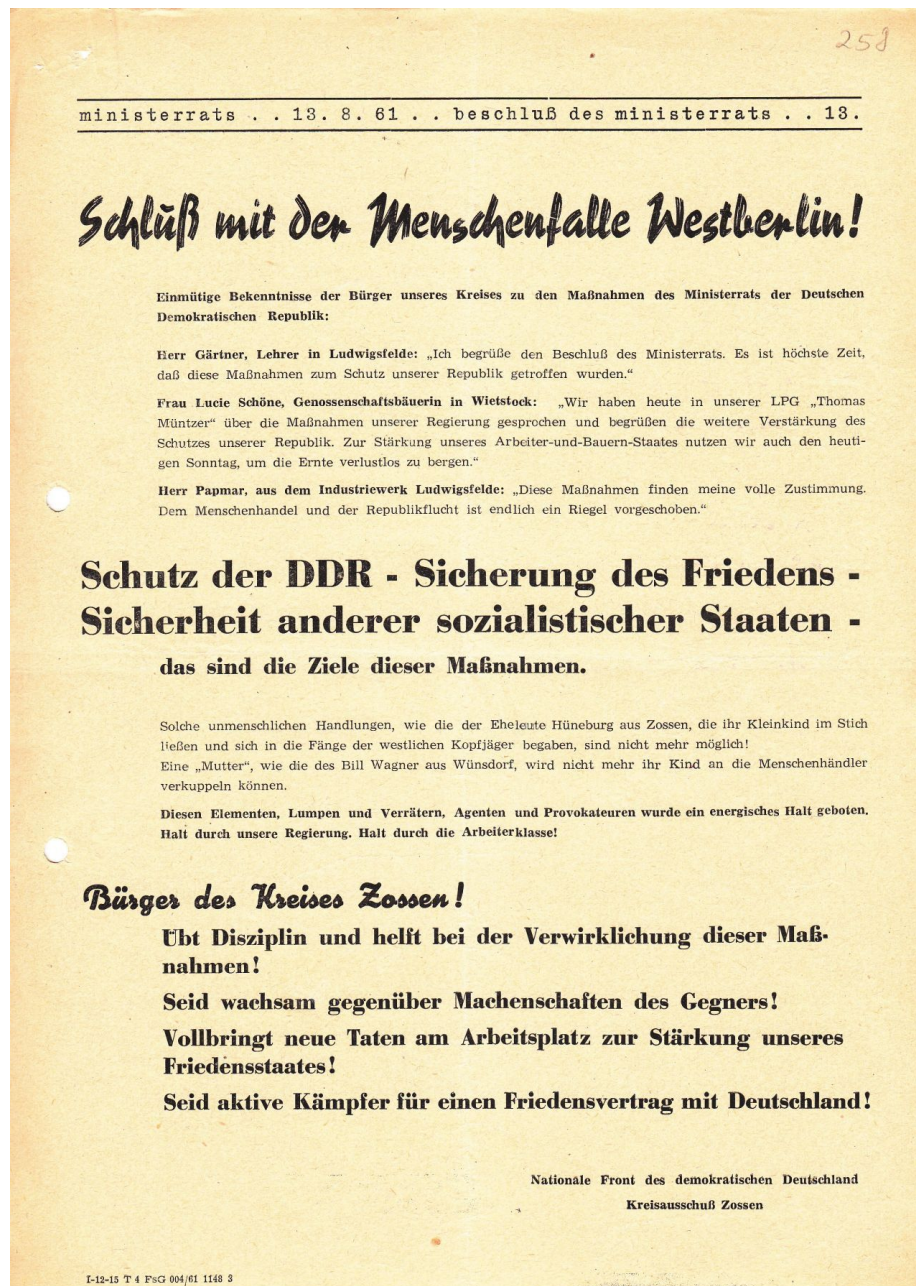 258
ministerrats . . 13. 8. 61 . . beschluß des ministerrats . . 13.
Schluß mit der Menschenfalle Westberlin!
Einmütige Bekenntnisse der Bürger unseres Kreises zu den Maßnahmen des Ministerrats der Deutschen
Demokratischen Republik:
Herr Gärtner, Lehrer in Ludwigsfelde: „Ich begrüße den Beschluß des Ministerrats. Es ist höchste Zeit,
daß diese Maßnahmen zum Schutz unserer Republik getroffen wurden.“
Frau Lucie Schöne, Genossenschaftsbäuerin in Wietstock: „Wir haben heute in unserer LPG „Thomas
Müntzer“ über die Maßnahmen unserer Regierung gesprochen und begrüßen die weitere Verstärkung des
Schutzes unserer Republik. Zur Stärkung unseres Arbeiter-und-Bauern-Staates nutzen wir auch den heuti-
gen Sonntag, um die Ernte verlustlos zu bergen.“
Herr Papmar, aus dem Industriewerk Ludwigsfelde: „Diese Maßnahmen finden meine volle Zustimmung.
Dem Menschenhandel und der Republikflucht ist endlich ein Riegel vorgeschoben.“
Schutz der DDR - Sicherung des Friedens -
Sicherheit anderer sozialistischer Staaten -
das sind die Ziele dieser Maßnahmen.
Solche unmenschlichen Handlungen, wie die der Eheleute Hüneburg aus Zossen, die ihr Kleinkind im Stich
ließen und sich in die Fänge der westlichen Kopfjäger begaben, sind nicht mehr möglich!
Eine „Mutter“, wie die des Bill Wagner aus Wünsdorf, wird nicht mehr ihr Kind an die Menschenhändler
verkuppeln können.
Diesen Elementen, Lumpen und Verrätern, Agenten und Provokateuren wurde ein energisches Halt geboten.
Halt durch unsere Regierung. Halt durch die Arbeiterklasse!
Bürger des Kreises Zossen!
Übt Disziplin und helft bei der Verwirklichung dieser Maß-
nahmen!
Seid wachsam gegenüber Machenschaften des Gegners!
Vollbringt neue Taten am Arbeitsplatz zur Stärkung unseres
Friedensstaates!
Seid aktive Kämpfer für einen Friedensvertrag mit Deutschland!
Nationale Front des demokratischen Deutschland
Kreisausschuß Zossen
I-12-15 T 4 FsG 004/61 1148 3